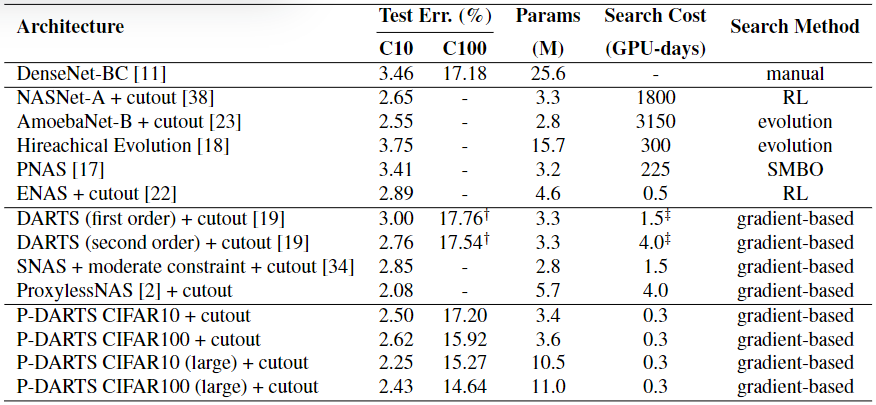 Architecture Test Err. (%) Params Search Cost Search Method
C10 C100 (M) (GPU-days)
DenseNet-BC [11] 3.46 17.18 25.6 - manual
NASNet-A + cutout [38] 2.65 - 3.3 1800 RL
AmoebaNet-B + cutout [23] 2.55 - 2.8 3150 evolution
Hireachical Evolution [18] 3.75 - 15.7 300 evolution
PNAS [17] 3.41 - 3.2 225 SMBO
ENAS + cutout [22] 2.89 - 4.6 0.5 RL
DARTS (first order) + cutout [19] 3.00 17.76† 3.3 1.5‡ gradient-based
DARTS (second order) + cutout [19] 2.76 17.54† 3.3 4.0‡ gradient-based
SNAS + moderate constraint + cutout [34] 2.85 - 2.8 1.5 gradient-based
ProxylessNAS [2] + cutout 2.08 - 5.7 4.0 gradient-based
P-DARTS CIFAR10 + cutout 2.50 17.20 3.4 0.3 gradient-based
P-DARTS CIFAR100 + cutout 2.62 15.92 3.6 0.3 gradient-based
P-DARTS CIFAR10 (large) + cutout 2.25 15.27 10.5 0.3 gradient-based
P-DARTS CIFAR100 (large) + cutout 2.43 14.64 11.0 0.3 gradient-based